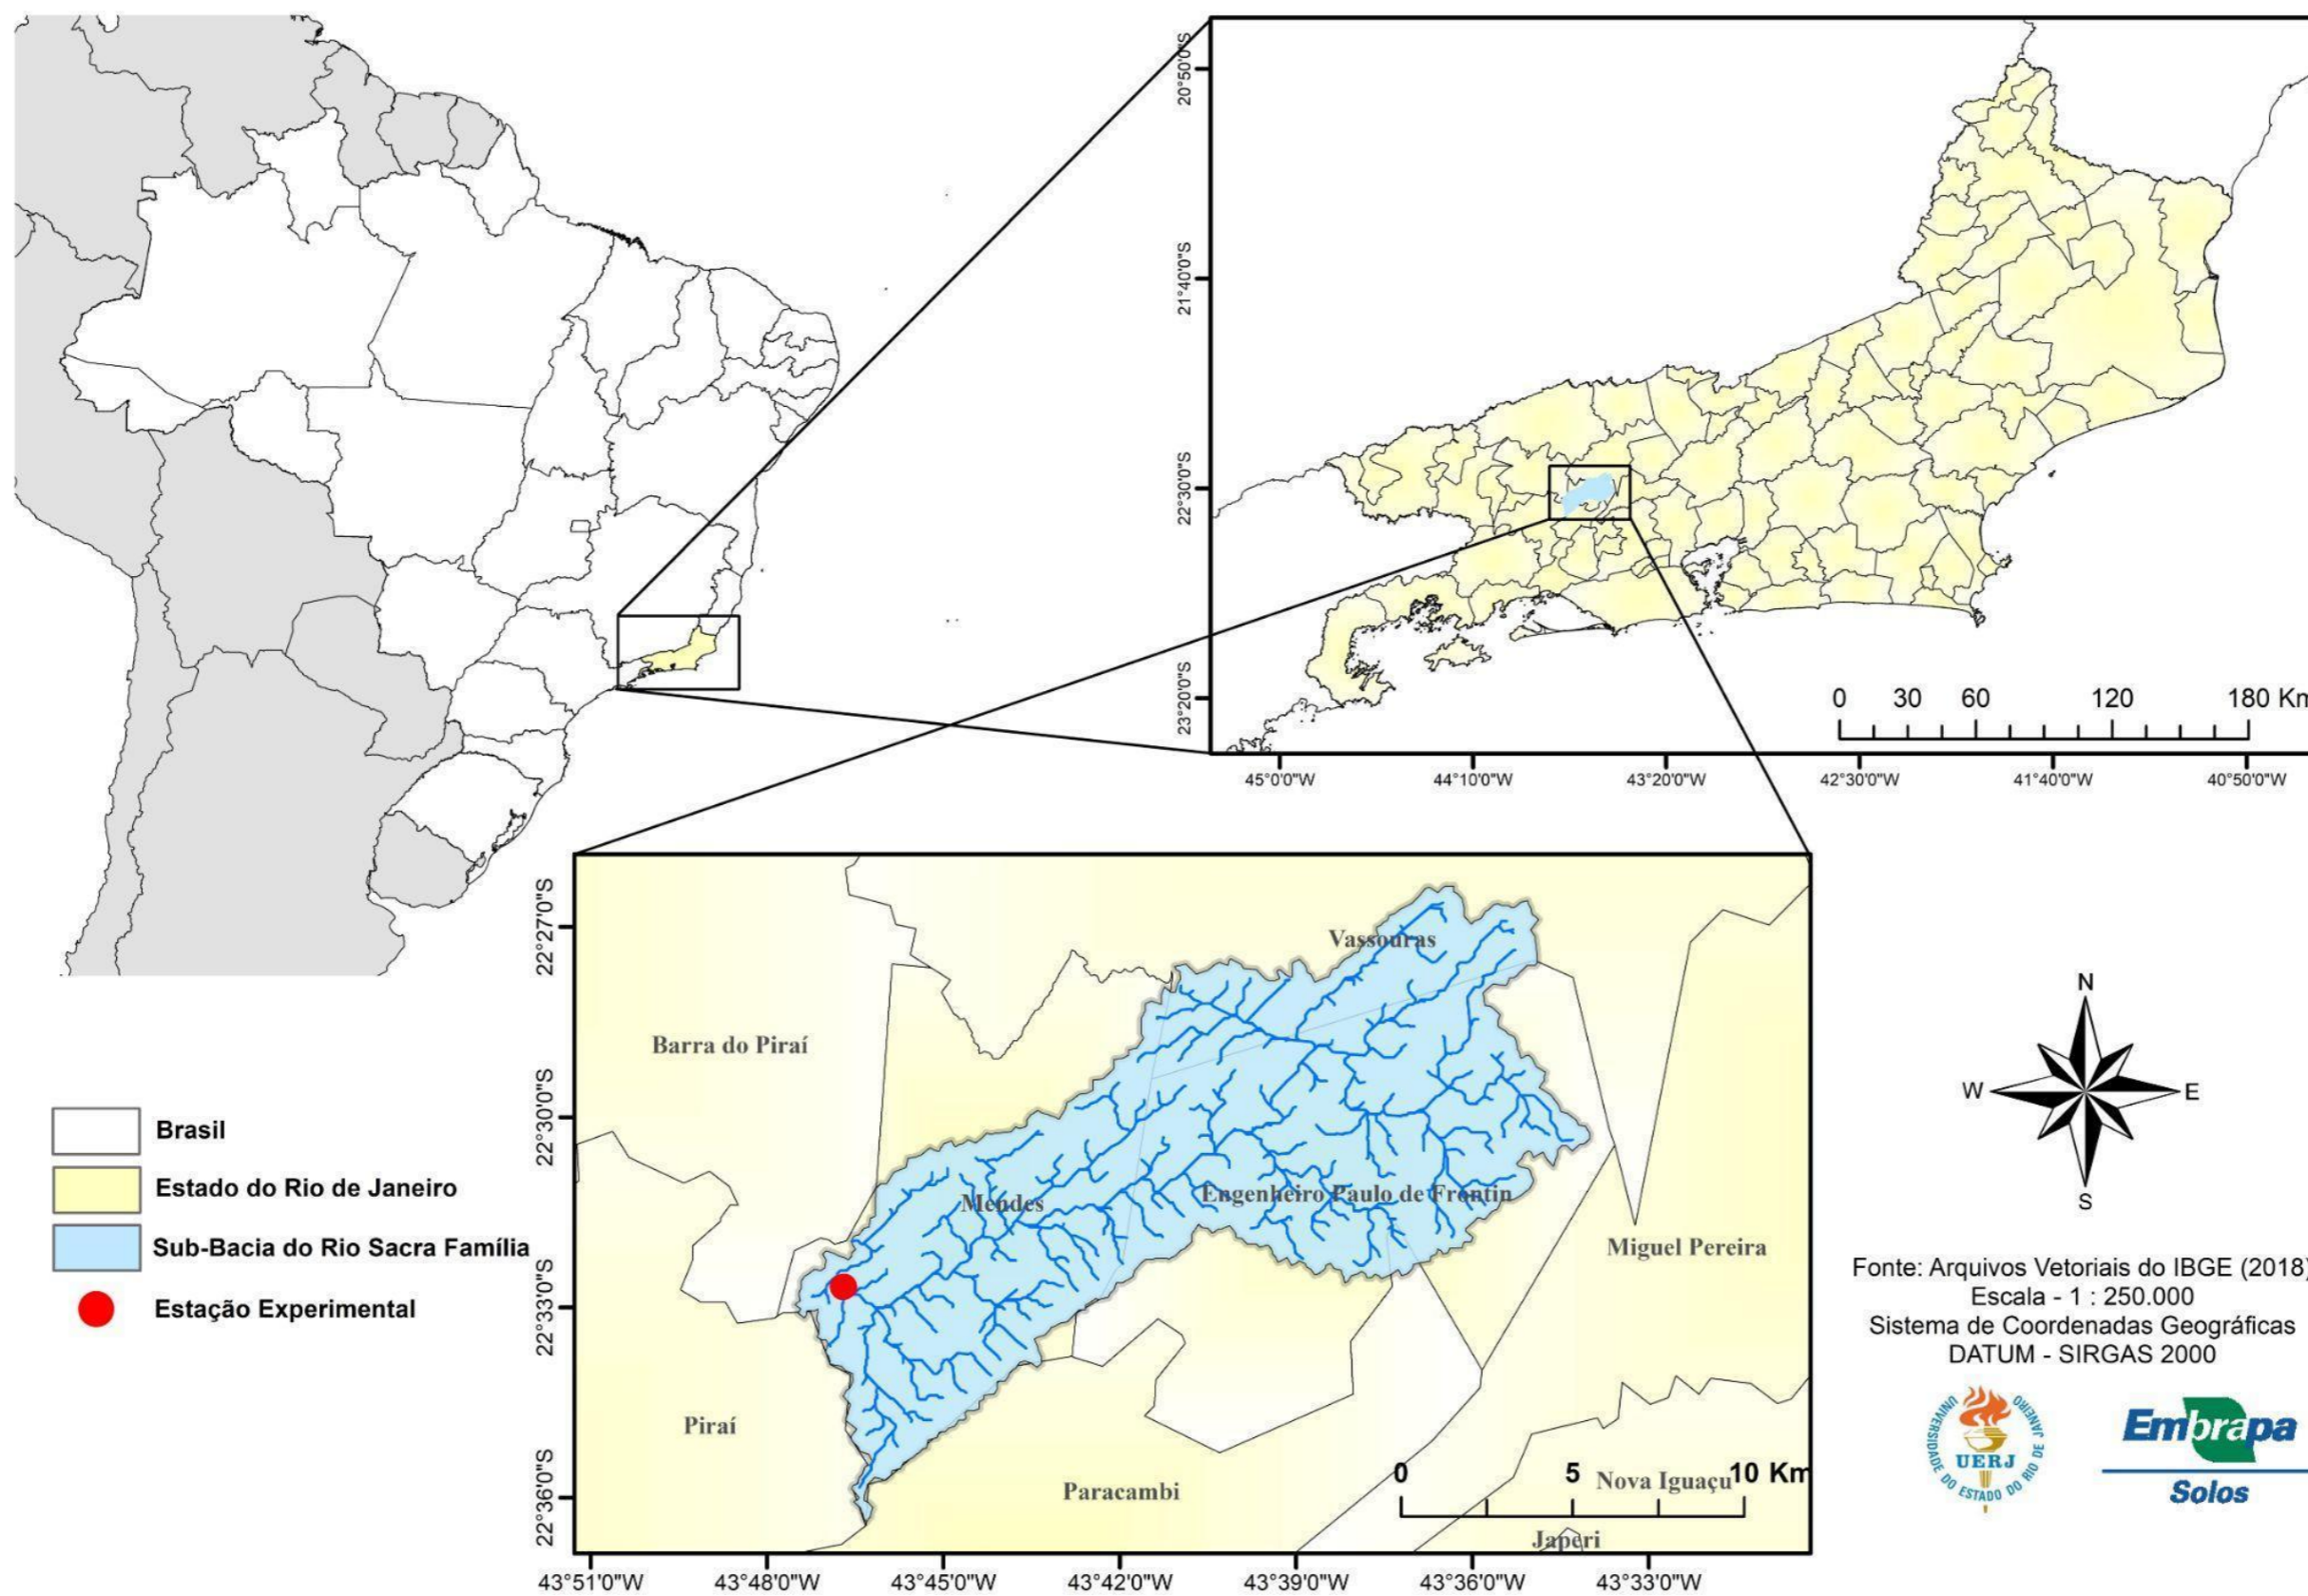 20°50'0"S
21°40'0"S
22°30'0"S
23°20'0"S
0 30 60 120 180 Km
45°0'0"W 44°10'0"W 43°20'0"W 42°30'0"W 41°40'0"W 40°50'0"W
Brasil
Estado do Rio de Janeiro
Sub-Bacia do Rio Sacra Família
Estação Experimental
22°27'0"S
22°30'0"S
22°33'0"S
22°36'0"S
Vassouras
Barra do Piraí
Mendes
Engenheiro Paulo de Frontin
Miguel Pereira
Piraí
Paracambi
Nova Iguaçu
Japeri
0 5 10 Km
43°51'0"W 43°48'0"W 43°45'0"W 43°42'0"W 43°39'0"W 43°36'0"W 43°33'0"W
N
W E
S
Fonte: Arquivos Vetoriais do IBGE (2018)
Escala - 1 : 250.000
Sistema de Coordenadas Geográficas
DATUM - SIRGAS 2000
UNIVERSIDADE DO ESTADO DO RIO DE JANEIRO
UERJ
Embrapa
Solos